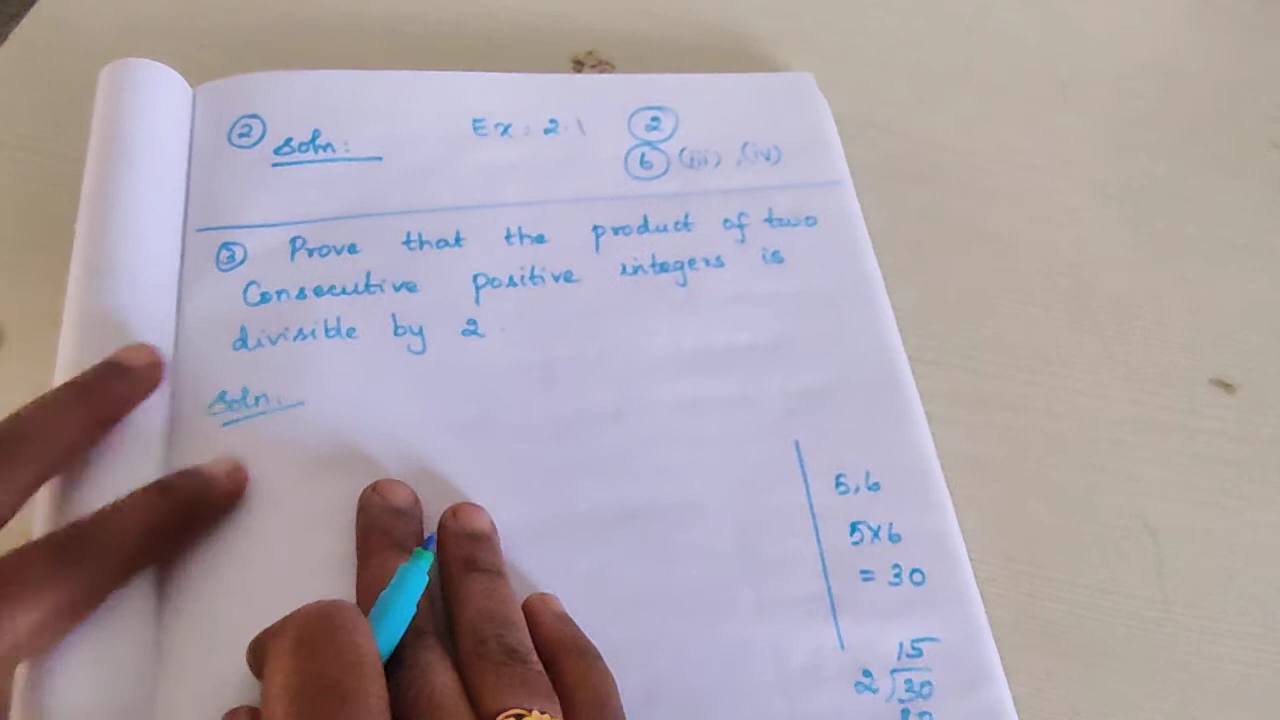 ② Soln: Ex: 2.1 ②
⑥ (iii), (iv)
③ Prove that the product of two
Consecutive positive integers is
divisible by 2.
Soln.
5,6
5×6
= 30
15
2 30